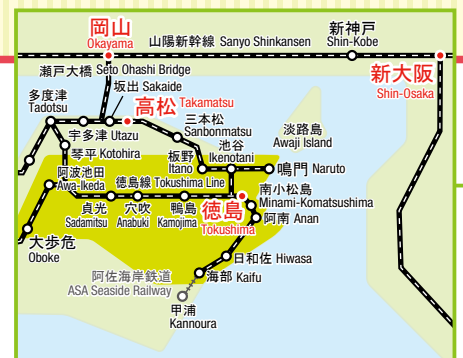 岡山
Okayama
山陽新幹線 Sanyo Shinkansen
新神戸
Shin-Kobe
新大阪
Shin-Osaka
瀬戸大橋 Seto Ohashi Bridge
多度津
Tadotsu
坂出 Sakaide
高松 Takamatsu
宇多津 Utazu
三本松
Sanbonmatsu
淡路島
Awaji Island
琴平 Kotohira
板野
Itano
池谷
Ikenotani
鳴門 Naruto
阿波池田
Awa-Ikeda
徳島線 Tokushima Line
南小松島
Minami-Komatsushima
貞光
Sadamitsu
穴吹
Anabuki
鴨島
Kamojima
徳島
Tokushima
阿南 Anan
大歩危
Oboke
日和佐 Hiwasa
阿佐海岸鉄道
ASA Seaside Railway
海部 Kaifu
甲浦
Kannoura